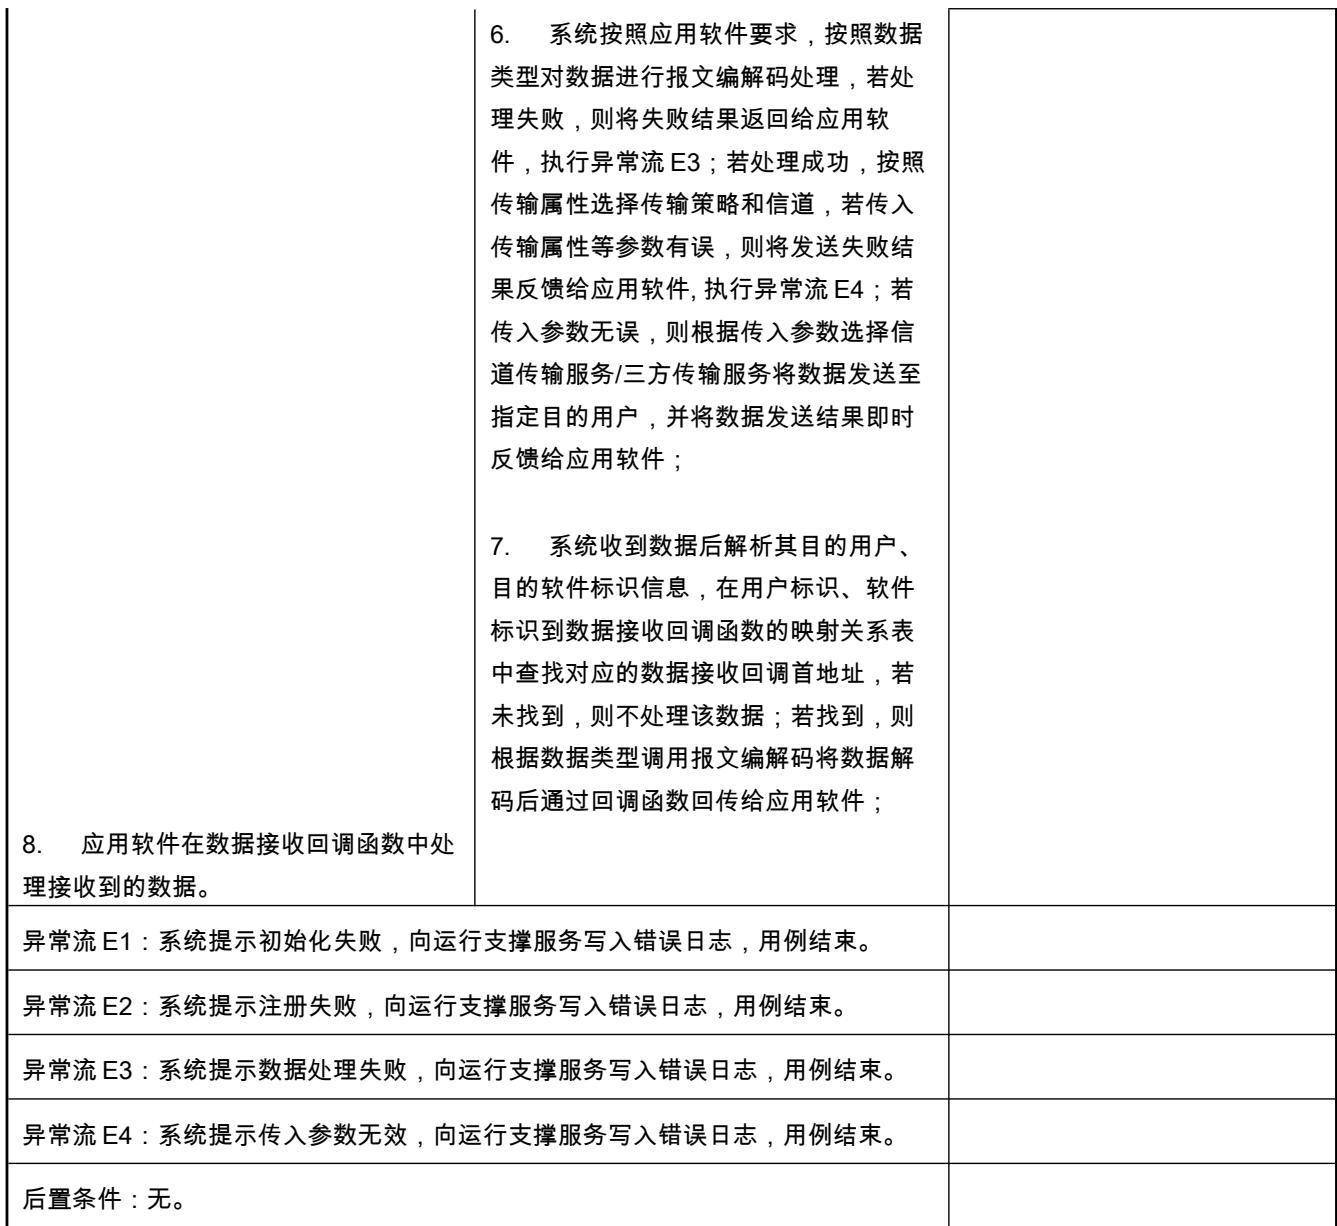 6. 系统按照应用软件要求，按照数据
类型对数据进行报文编解码处理，若处
理失败，则将失败结果返回给应用软
件，执行异常流 E3；若处理成功，按照
传输属性选择传输策略和信道，若传入
传输属性等参数有误，则将发送失败结
果反馈给应用软件, 执行异常流 E4；若
传入参数无误，则根据传入参数选择信
道传输服务/三方传输服务将数据发送至
指定目的用户，并将数据发送结果即时
反馈给应用软件；
7. 系统收到数据后解析其目的用户、
目的软件标识信息，在用户标识、软件
标识到数据接收回调函数的映射关系表
中查找对应的数据接收回调首地址，若
未找到，则不处理该数据；若找到，则
根据数据类型调用报文编解码将数据解
码后通过回调函数回传给应用软件；
8. 应用软件在数据接收回调函数中处
理接收到的数据。
异常流 E1：系统提示初始化失败，向运行支撑服务写入错误日志，用例结束。
异常流 E2：系统提示注册失败，向运行支撑服务写入错误日志，用例结束。
异常流 E3：系统提示数据处理失败，向运行支撑服务写入错误日志，用例结束。
异常流 E4：系统提示传入参数无效，向运行支撑服务写入错误日志，用例结束。
后置条件：无。